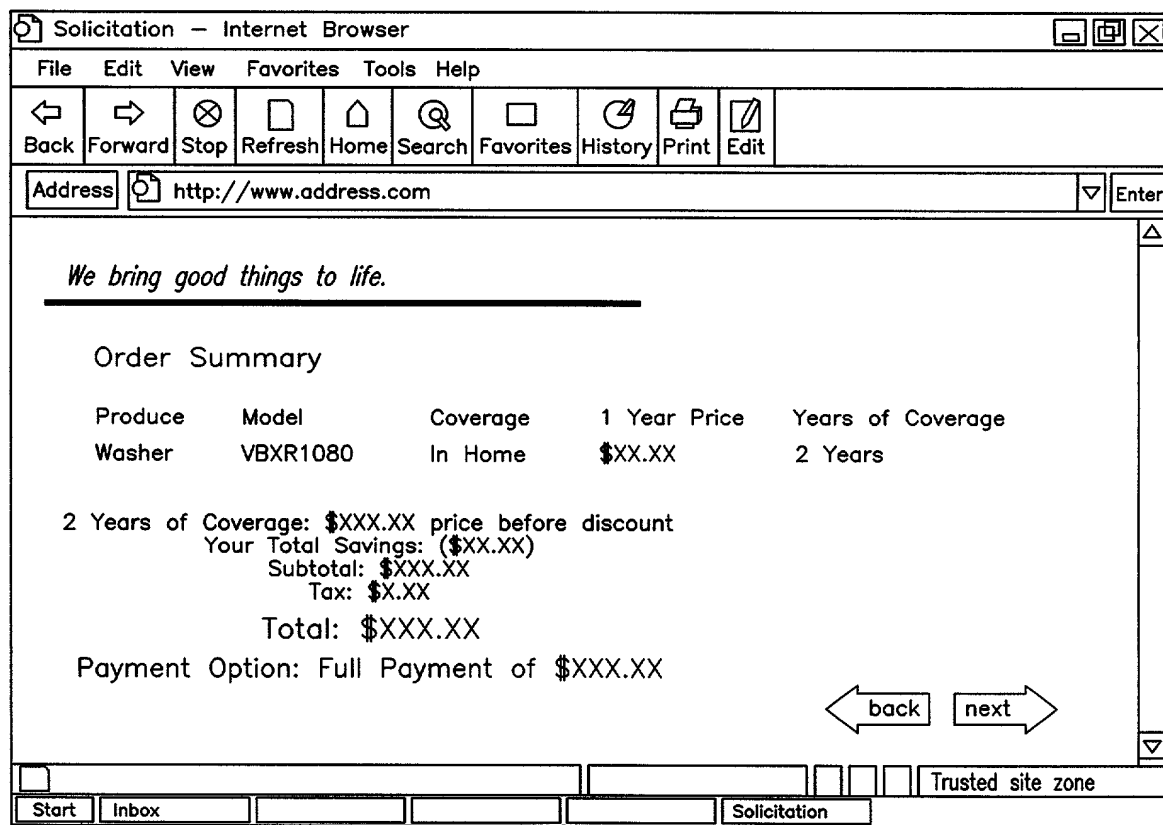 Solicitation – Internet Browser
File Edit View Favorites Tools Help
Back Forward Stop Refresh Home Search Favorites History Print Edit
Address http://www.address.com Enter
We bring good things to life.
Order Summary
Produce Model Coverage 1 Year Price Years of Coverage
Washer VBXR1080 In Home $XX.XX 2 Years
2 Years of Coverage: $XXX.XX price before discount
Your Total Savings: ($XX.XX)
Subtotal: $XXX.XX
Tax: $X.XX
Total: $XXX.XX
Payment Option: Full Payment of $XXX.XX
back next
Trusted site zone
Start Inbox Solicitation